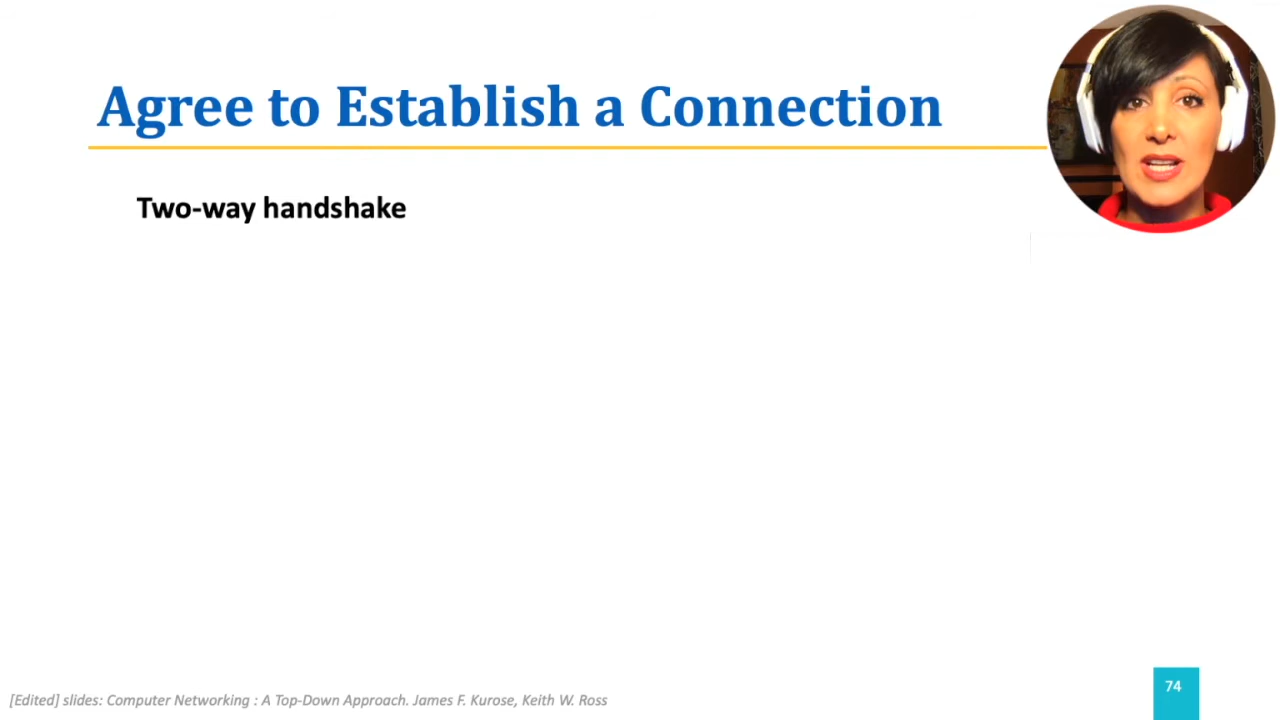 Agree to Establish a Connection
Two-way handshake
[Edited] slides: Computer Networking : A Top-Down Approach. James F. Kurose, Keith W. Ross
74